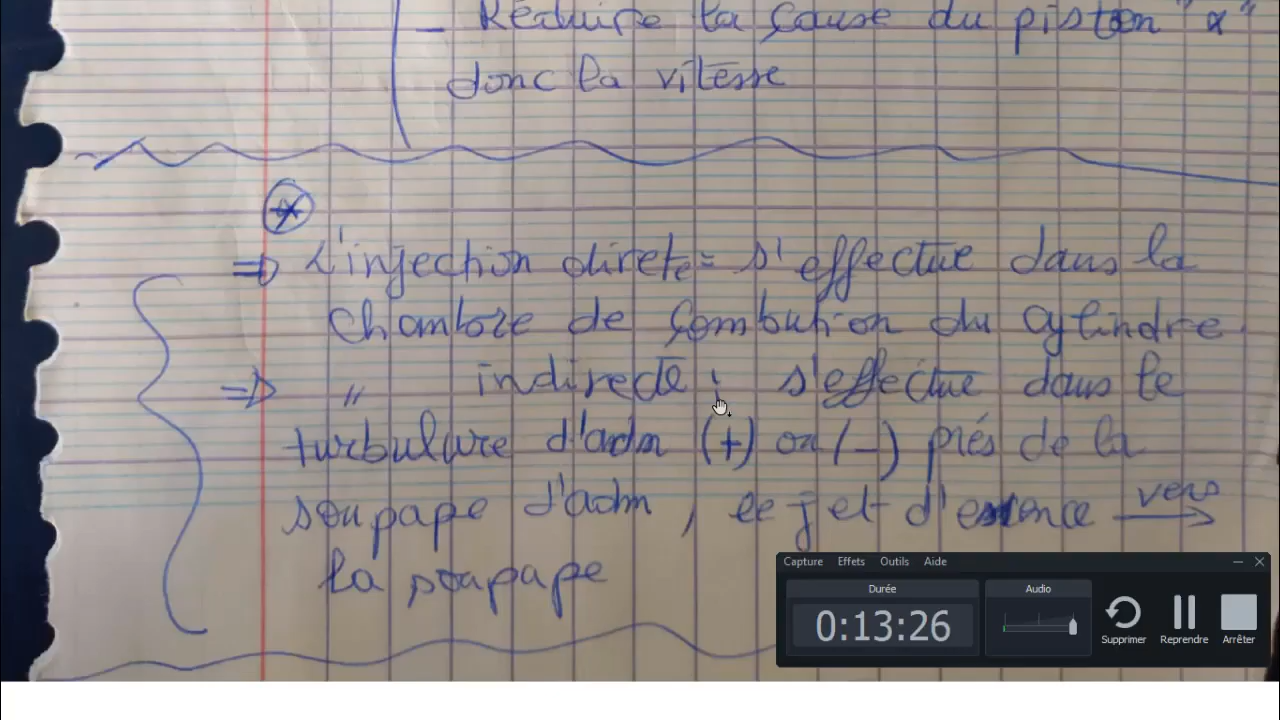 - Réduire la course du piston "x"
donc la vitesse
⇒ L'injection directe = s'effectue dans la
chambre de combution du cylindre
⇒ " indirecte : s'effectue dans le
turbulure d'adm (+) ou (-) prés de la
soupape d'adm, le jet d'essence vers →
la soupape
Capture Effets Outils Aide
Durée Audio
0:13:26
Supprimer Reprendre Arrêter